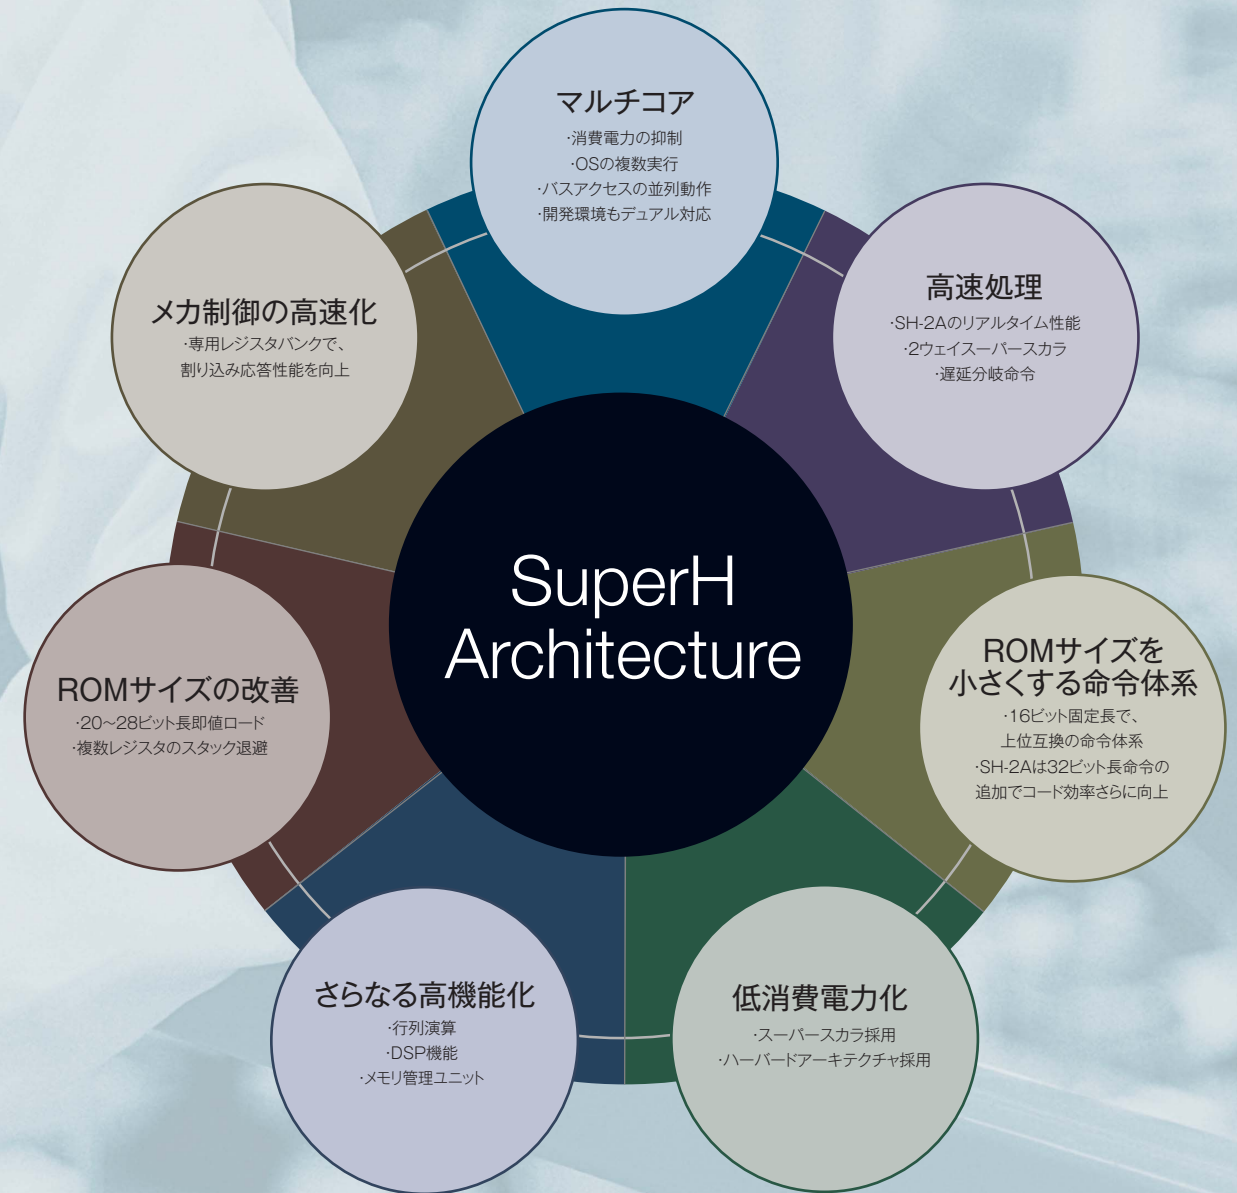 マルチコア
･消費電力の抑制
･OSの複数実行
･バスアクセスの並列動作
･開発環境もデュアル対応
高速処理
･SH-2Aのリアルタイム性能
･2ウェイスーパースカラ
･遅延分岐命令
ROMサイズを
小さくする命令体系
･16ビット固定長で、
上位互換の命令体系
･SH-2Aは32ビット長命令の
追加でコード効率さらに向上
低消費電力化
･スーパースカラ採用
･ハーバードアーキテクチャ採用
さらなる高機能化
･行列演算
･DSP機能
･メモリ管理ユニット
ROMサイズの改善
･20～28ビット長即値ロード
･複数レジスタのスタック退避
メカ制御の高速化
･専用レジスタバンクで、
割り込み応答性能を向上
SuperH
Architecture